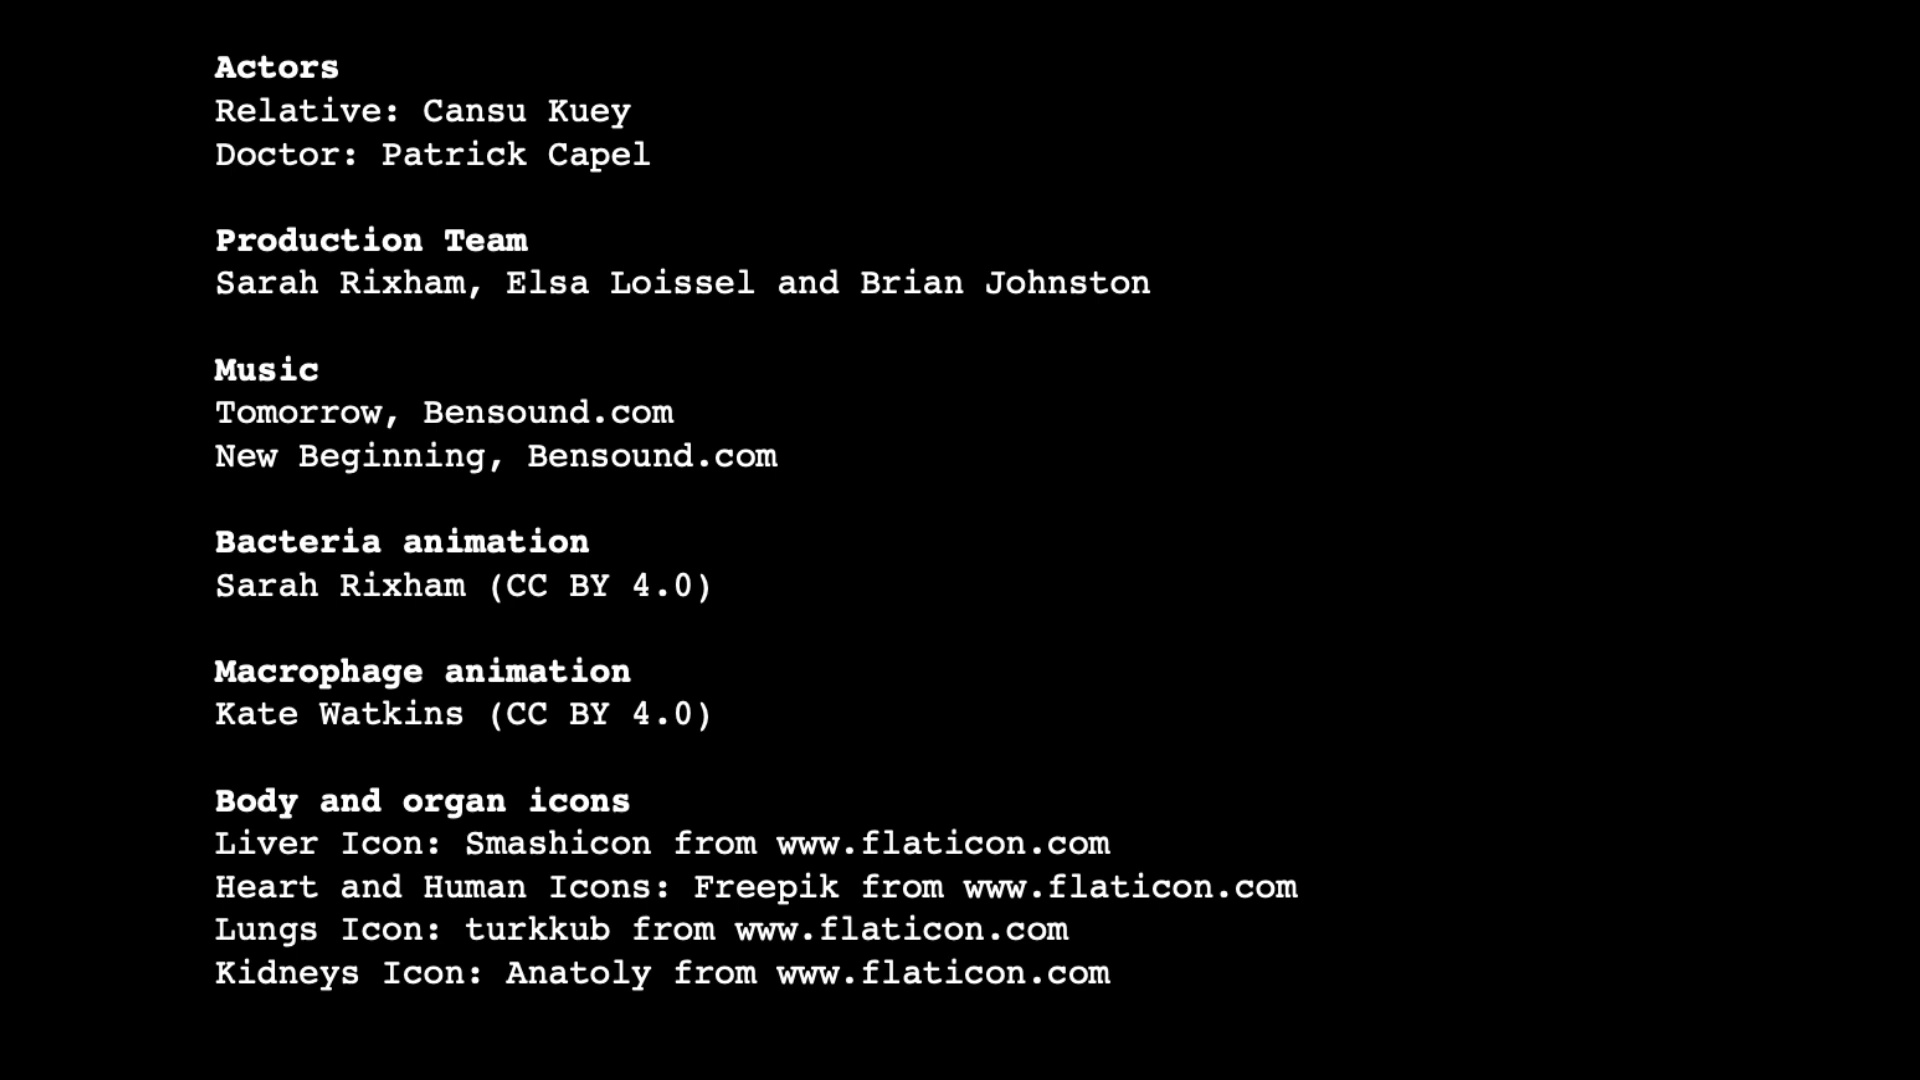 Actors
Relative: Cansu Kuey
Doctor: Patrick Capel
Production Team
Sarah Rixham, Elsa Loissel and Brian Johnston
Music
Tomorrow, Bensound.com
New Beginning, Bensound.com
Bacteria animation
Sarah Rixham (CC BY 4.0)
Macrophage animation
Kate Watkins (CC BY 4.0)
Body and organ icons
Liver Icon: Smashicon from www.flaticon.com
Heart and Human Icons: Freepik from www.flaticon.com
Lungs Icon: turkkub from www.flaticon.com
Kidneys Icon: Anatoly from www.flaticon.com